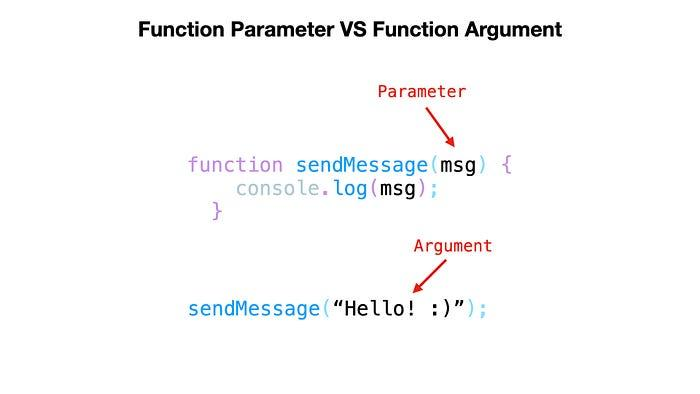 Function Parameter VS Function Argument
Parameter
function sendMessage(msg) {
console.log(msg);
}
Argument
sendMessage(“Hello! :)”);